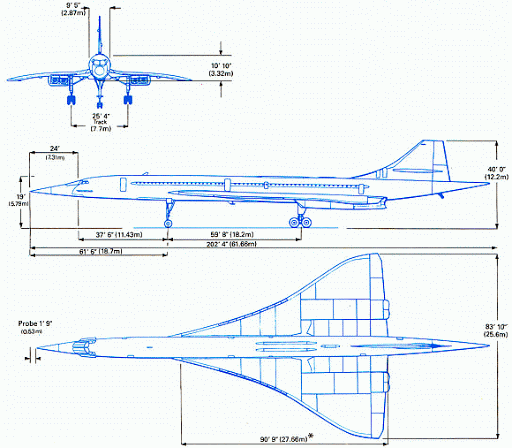 9' 5"
(2.87m)
10' 10"
(3.32m)
25' 4"
Track
(7.7m)
24'
(7.31m)
19'
(5.79m)
40' 0"
(12.2m)
37' 6" (11.43m)
59' 8" (18.2m)
202' 4" (61.66m)
61' 6" (18.7m)
Probe 1' 9"
(0.53m)
83' 10"
(25.6m)
90' 9" (27.66m)*